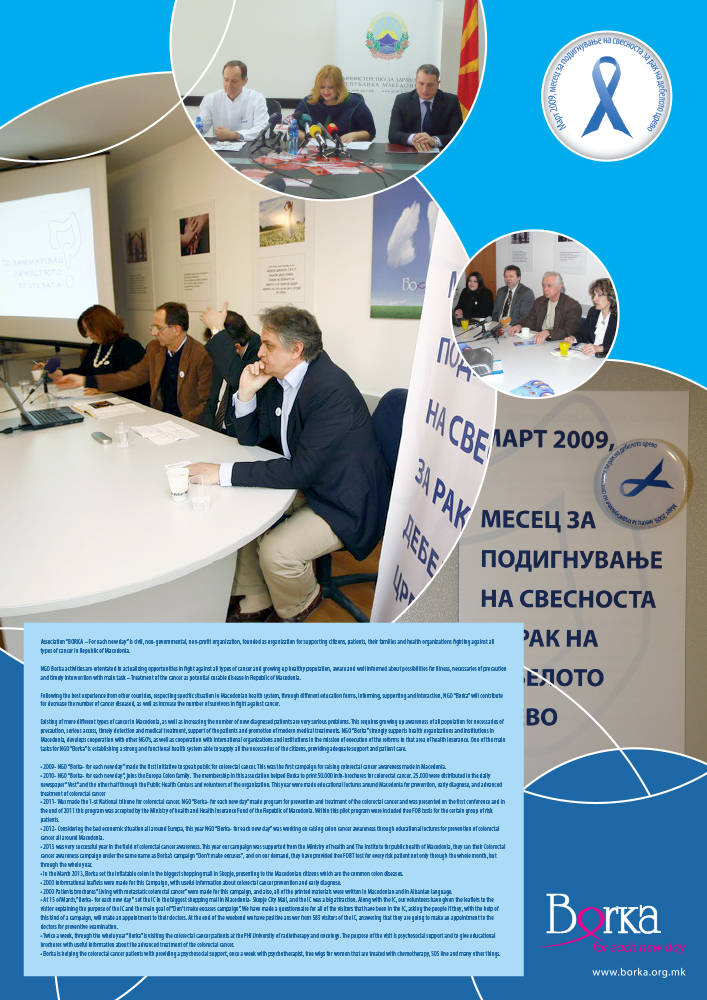 Март 2009, месец за подигнување на свесноста за рак на дебелото црево
МИНИСТЕРСТВО ЗА ЗДРАВ
РЕПУБЛИКА МАКЕДОН
ПОД
НА СВЕ
ЗА РАК
ДЕБЕ
ЦР
МАРТ 2009,
МЕСЕЦ ЗА
ПОДИГНУВАЊЕ
НА СВЕСНОСТА
РАК НА
БЕЛОТО
ВО
Association "BORKA – For each new day" is civil, non- governmental, non-profit organization, founded as organization for supporting citizens, patients, their families and health organizations fighting against all
types of cancer in Republic of Macedonia.
NGO Borka activities are orientated in actualizing opportunities in fight against all types of cancer and growing up healthy population, aware and well informed about possibilities for illness, necessaries of precaution
and timely intervention with main task – Treatment of the cancer as potential curable disease in Republic of Macedonia.
Following the best experience from other countries, respecting specific situation in Macedonian health system, through different education forms, informing, supporting and interaction, NGO "Borka" will contribute
for decrease the number of cancer diseased, as well as increase the number of survivors in fight against cancer.
Existing of more different types of cancer in Macedonia, as well as increasing the number of new diagnosed patients are very serious problems. This requires growing up awareness of all population for necessaries of
precaution, serious access, timely detection and medical treatment, support of the patients and promotion of modern medical treatments. NGO "Borka" strongly supports health organizations and institutions in
Macedonia, develops cooperation with other NGO's, as well as cooperation with international organizations and institutions in the mission of execution of the reforms in that area of health insurance. One of the main
tasks for NGO "Borka" is establishing a strong and functional health system able to supply all the necessaries of the citizens, providing adequate support and patient care.
• 2009- NGO "Borka- for each new day" made the first initiative to speak public for colorectal cancer. This was the first campaign for raising colorectal cancer awareness made in Macedonia.
• 2010- NGO "Borka- for each new day", joins the Europa Colon family. The membership in this association helped Borka to print 50.000 info-brochures for colorectal cancer. 25.000 were distributed in the daily
newspaper "Vest" and the other half through the Public Health Centers and volunteers of the organization. This year were made educational lectures around Macedonia for prevention, early diagnosis, and advanced
treatment of colorectal cancer
• 2011- Was made the 1-st National tribune for colorectal cancer. NGO "Borka- for each new day" made program for prevention and treatment of the colorectal cancer and was presented on the first conference and in
the end of 2011 this program was accepted by the Ministry of Health and Health Insurance Fund of the Republic of Macedonia. Within this pilot program were included the FOB tests for the certain group of risk
patients.
• 2012- Considering the bad economic situation all around Europa, this year NGO "Borka- for each new day" was working on raising colon cancer awareness through educational lectures for prevention of colorectal
cancer all around Macedonia.
• 2013 was very successful year in the field of colorectal cancer awareness. This year our campaign was supported from the Ministry of health and The Institute for public health of Macedonia, they ran their Colorectal
cancer awareness campaign under the same name as Borka's campaign "Don't make excuses", and on our demand, they have provided the FOBT test for every risk patient not only through the whole month, but
through the whole year.
• In the March 2013, Borka set the inflatable colon in the biggest shopping mall in Skopje, presenting to the Macedonian citizens which are the common colon diseases.
• 2000 Informational leaflets were made for this Campaign, with useful information about colorectal cancer prevention and early diagnose.
• 2000 Patients brochures "Living with metastatic colorectal cancer" were made for this campaign, and also, all of the printed materials were written in Macedonian and in Albanian language.
• At 15 of March,"Borka- for each new day" set the IC in the biggest shopping mall in Macedonia- Skopje City Mall, and the IC was a big attraction. Along with the IC, our volunteers have given the leaflets to the
visitor explaining the purpose of the IC and the main goal of "Don't make excuses campaign". We have made a questionnaire for all of the visitors that have been in the IC, asking the people if they, with the help of
this kind of a campaign, will make an appointment to their doctors. At the end of the weekend we have positive answer from 583 visitors of the IC, answering that they are going to make an appointment to the
doctors for preventive examination.
• Twice a week, through the whole year "Borka" is visiting the colorectal cancer patients at the PHI University of radiotherapy and oncology. The purpose of the visit is psychosocial support and to give educational
brochures with useful information about the advanced treatment of the colorectal cancer.
• Borka is helping the colorectal cancer patients with providing a psychosocial support, once a week with psychotherapist, free wigs for women that are treated with chemotherapy, SOS line and many other things.
Borka
for each new day
www.borka.org.mk